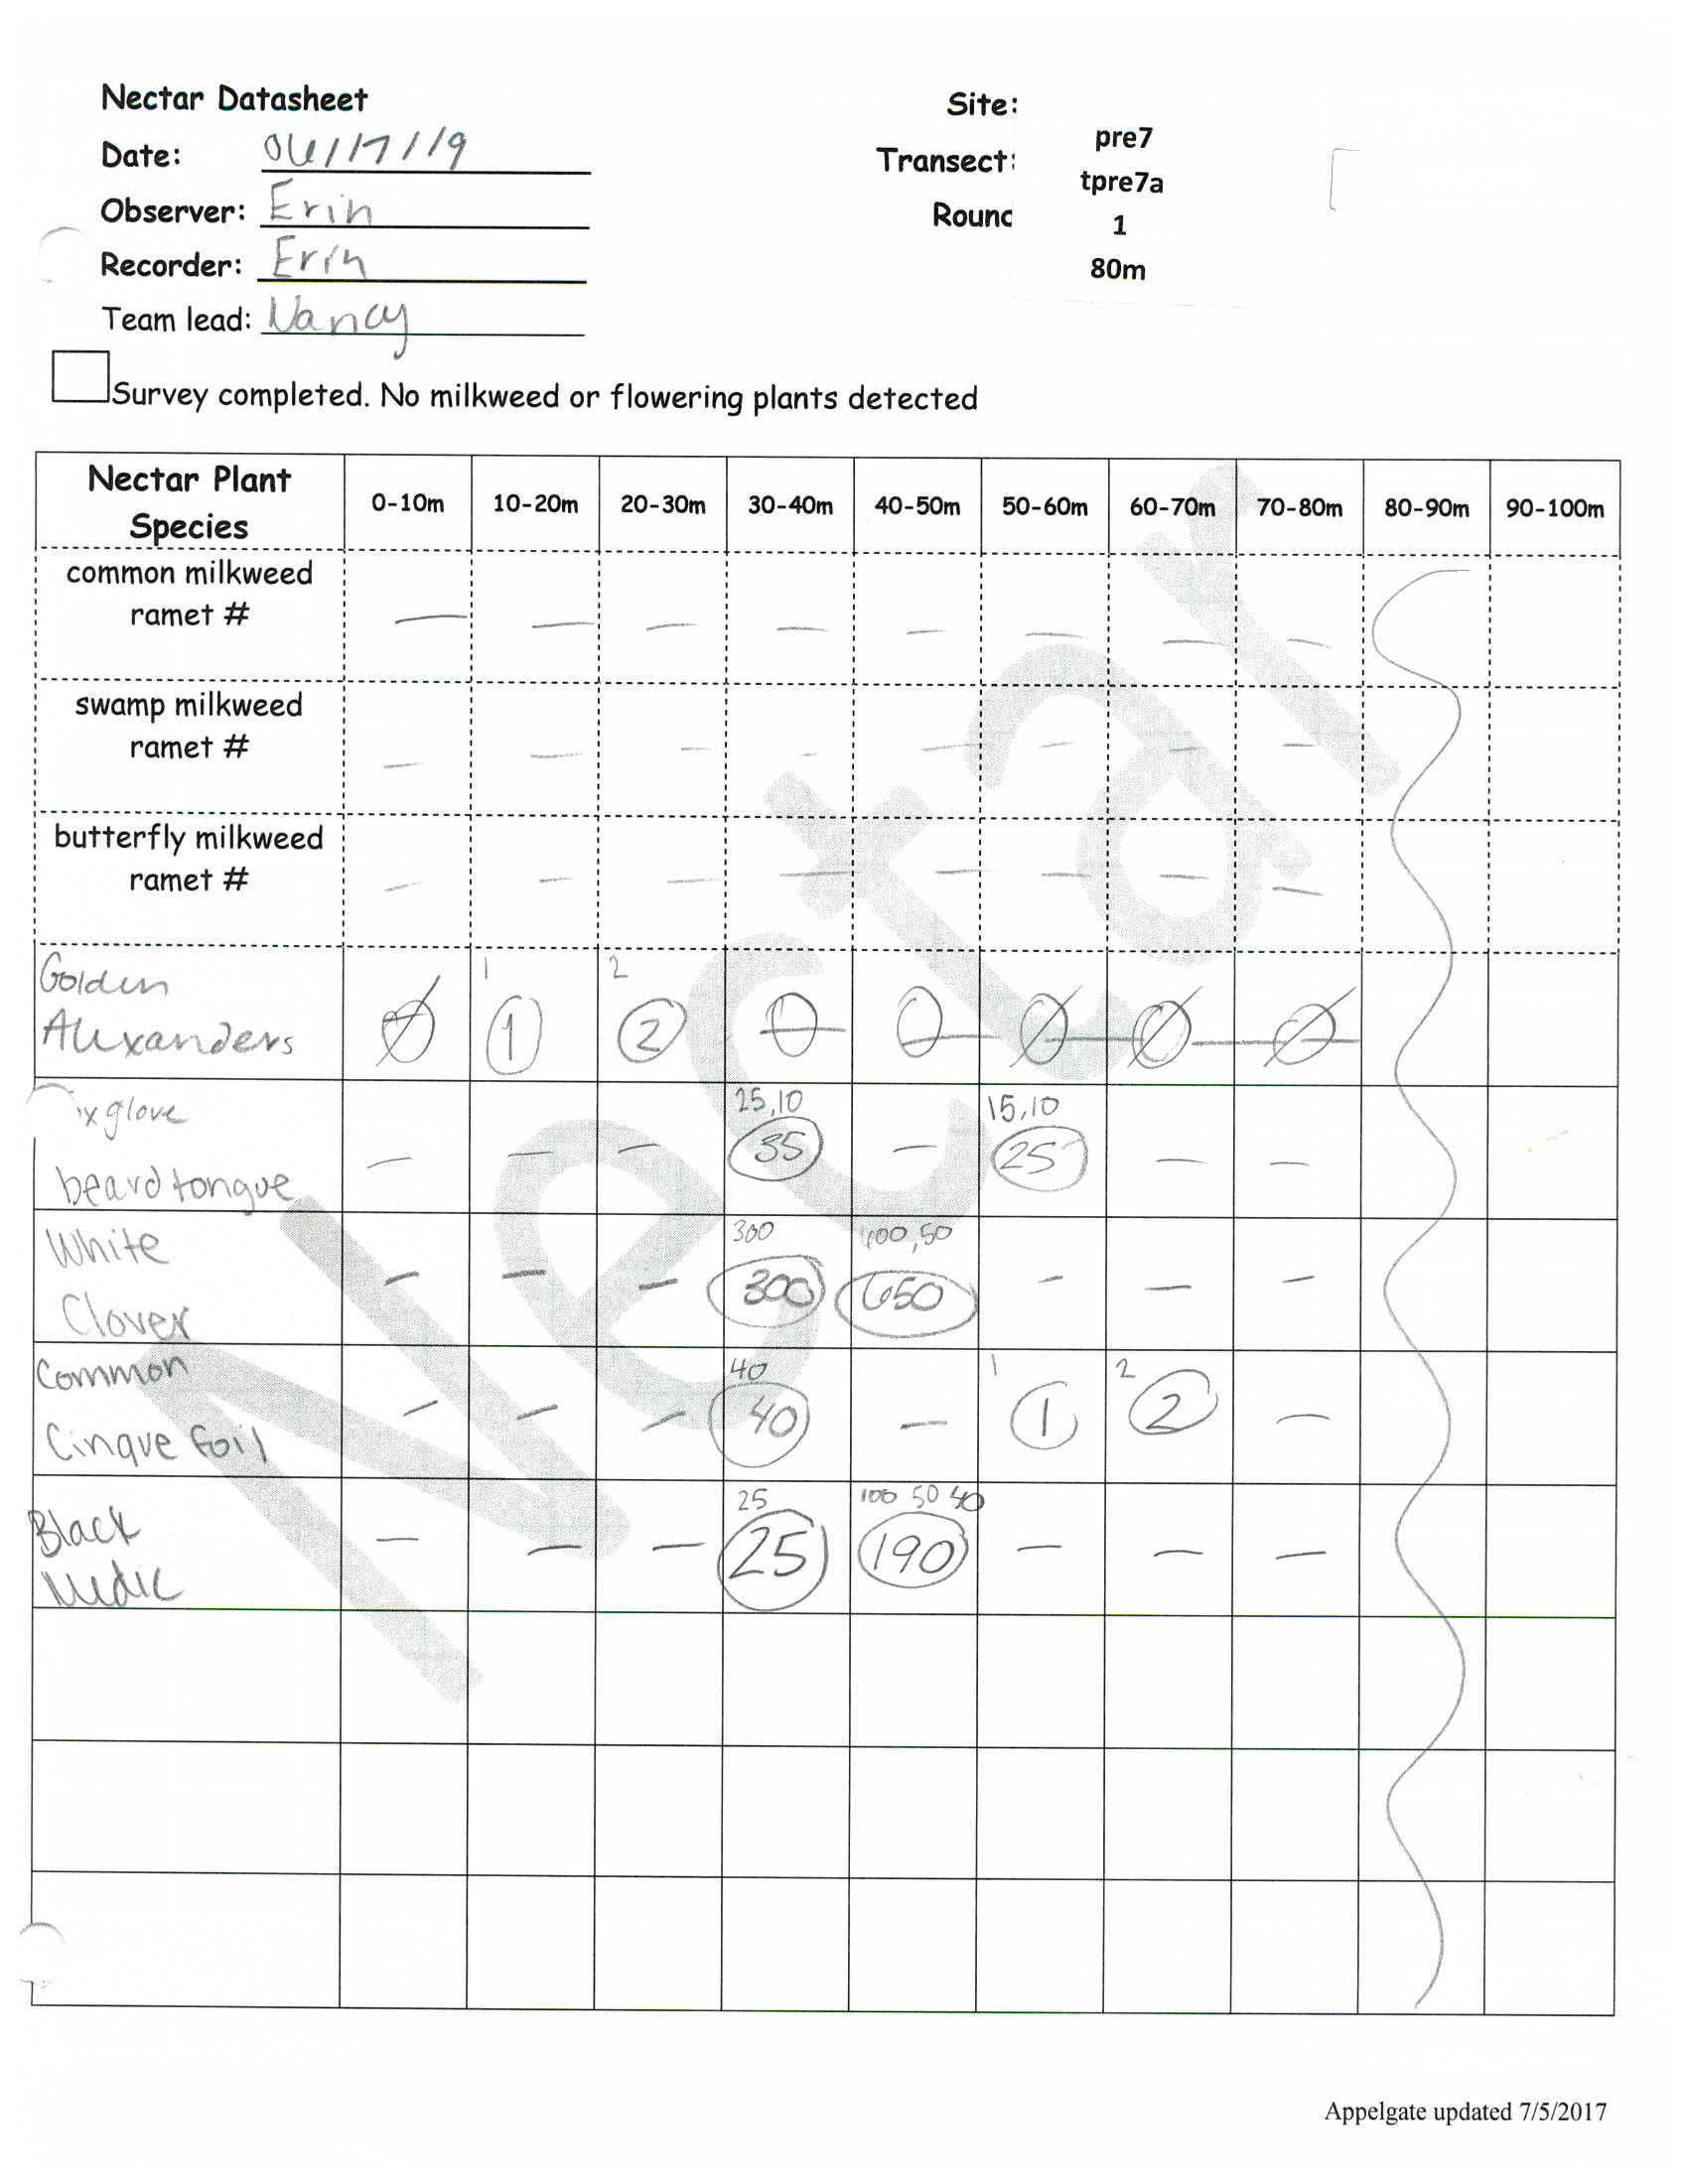 Nectar Datasheet
Site:
Date: 06/17/19
pre7
Transect:
tpre7a
Observer: Erin
Round
1
Recorder: Erin
80m
Team lead: Nancy
Survey completed. No milkweed or flowering plants detected
Nectar Plant Species 0-10m 10-20m 20-30m 30-40m 40-50m 50-60m 60-70m 70-80m 80-90m 90-100m
common milkweed
ramet # — — — — — — — —
swamp milkweed
ramet # — — — — — — — —
butterfly milkweed
ramet # — — — — — — — —
Golden 1 2
Alexanders Ø 1 2 0 0 Ø Ø Ø
xglove 25,10 15,10
beardtongue — — — 35 — 25 — —
White 300 50
Clover — — — 300 650 — — —
Common 40 1 2
Cinque foil — — — 40 — 1 2 —
Black 25 100 50 40
Medic — — — 25 190 — — —
Nectar
Appelgate updated 7/5/2017